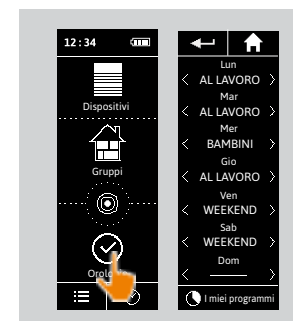 12:34
Dispositivi
Gruppi
Lun
AL LAVORO
Mar
AL LAVORO
Mer
BAMBINI
Gio
AL LAVORO
Ven
WEEKEND
Sab
WEEKEND
Dom
I miei programmi